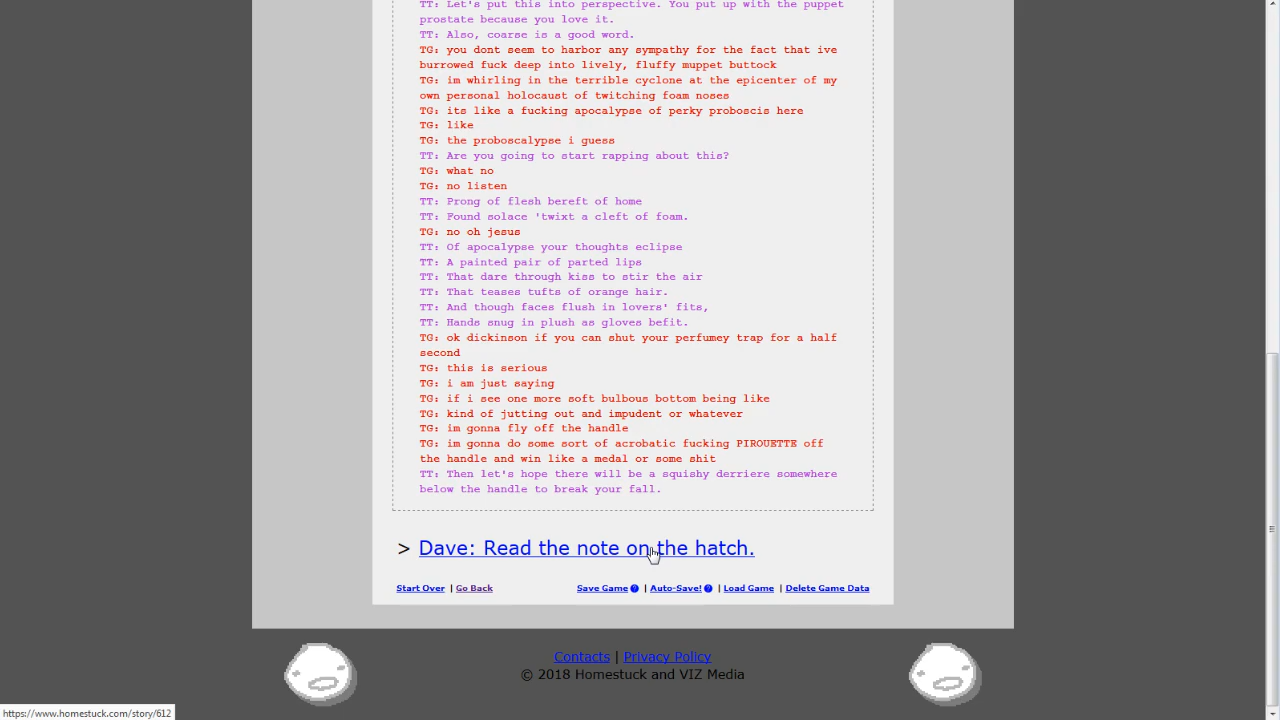 TT: Let's put this into perspective. You put up with the puppet
prostate because you love it.
TT: Also, coarse is a good word.
TG: you dont seem to harbor any sympathy for the fact that ive
burrowed fuck deep into lively, fluffy muppet buttock
TG: im whirling in the terrible cyclone at the epicenter of my
own personal holocaust of twitching foam noses
TG: its like a fucking apocalypse of perky proboscis here
TG: like
TG: the proboscalypse i guess
TT: Are you going to start rapping about this?
TG: what no
TG: no listen
TT: Prong of flesh bereft of home
TT: Found solace 'twixt a cleft of foam.
TG: no oh jesus
TT: Of apocalypse your thoughts eclipse
TT: A painted pair of parted lips
TT: That dare through kiss to stir the air
TT: That teases tufts of orange hair.
TT: And though faces flush in lovers' fits,
TT: Hands snug in plush as gloves befit.
TG: ok dickinson if you can shut your perfumey trap for a half
second
TG: this is serious
TG: i am just saying
TG: if i see one more soft bulbous bottom being like
TG: kind of jutting out and impudent or whatever
TG: im gonna fly off the handle
TG: im gonna do some sort of acrobatic fucking PIROUETTE off
the handle and win like a medal or some shit
TT: Then let's hope there will be a squishy derriere somewhere
below the handle to break your fall.
> Dave: Read the note on the hatch.
Start Over | Go Back Save Game ? | Auto-Save! ? | Load Game | Delete Game Data
Contacts | Privacy Policy
© 2018 Homestuck and VIZ Media
https://www.homestuck.com/story/612